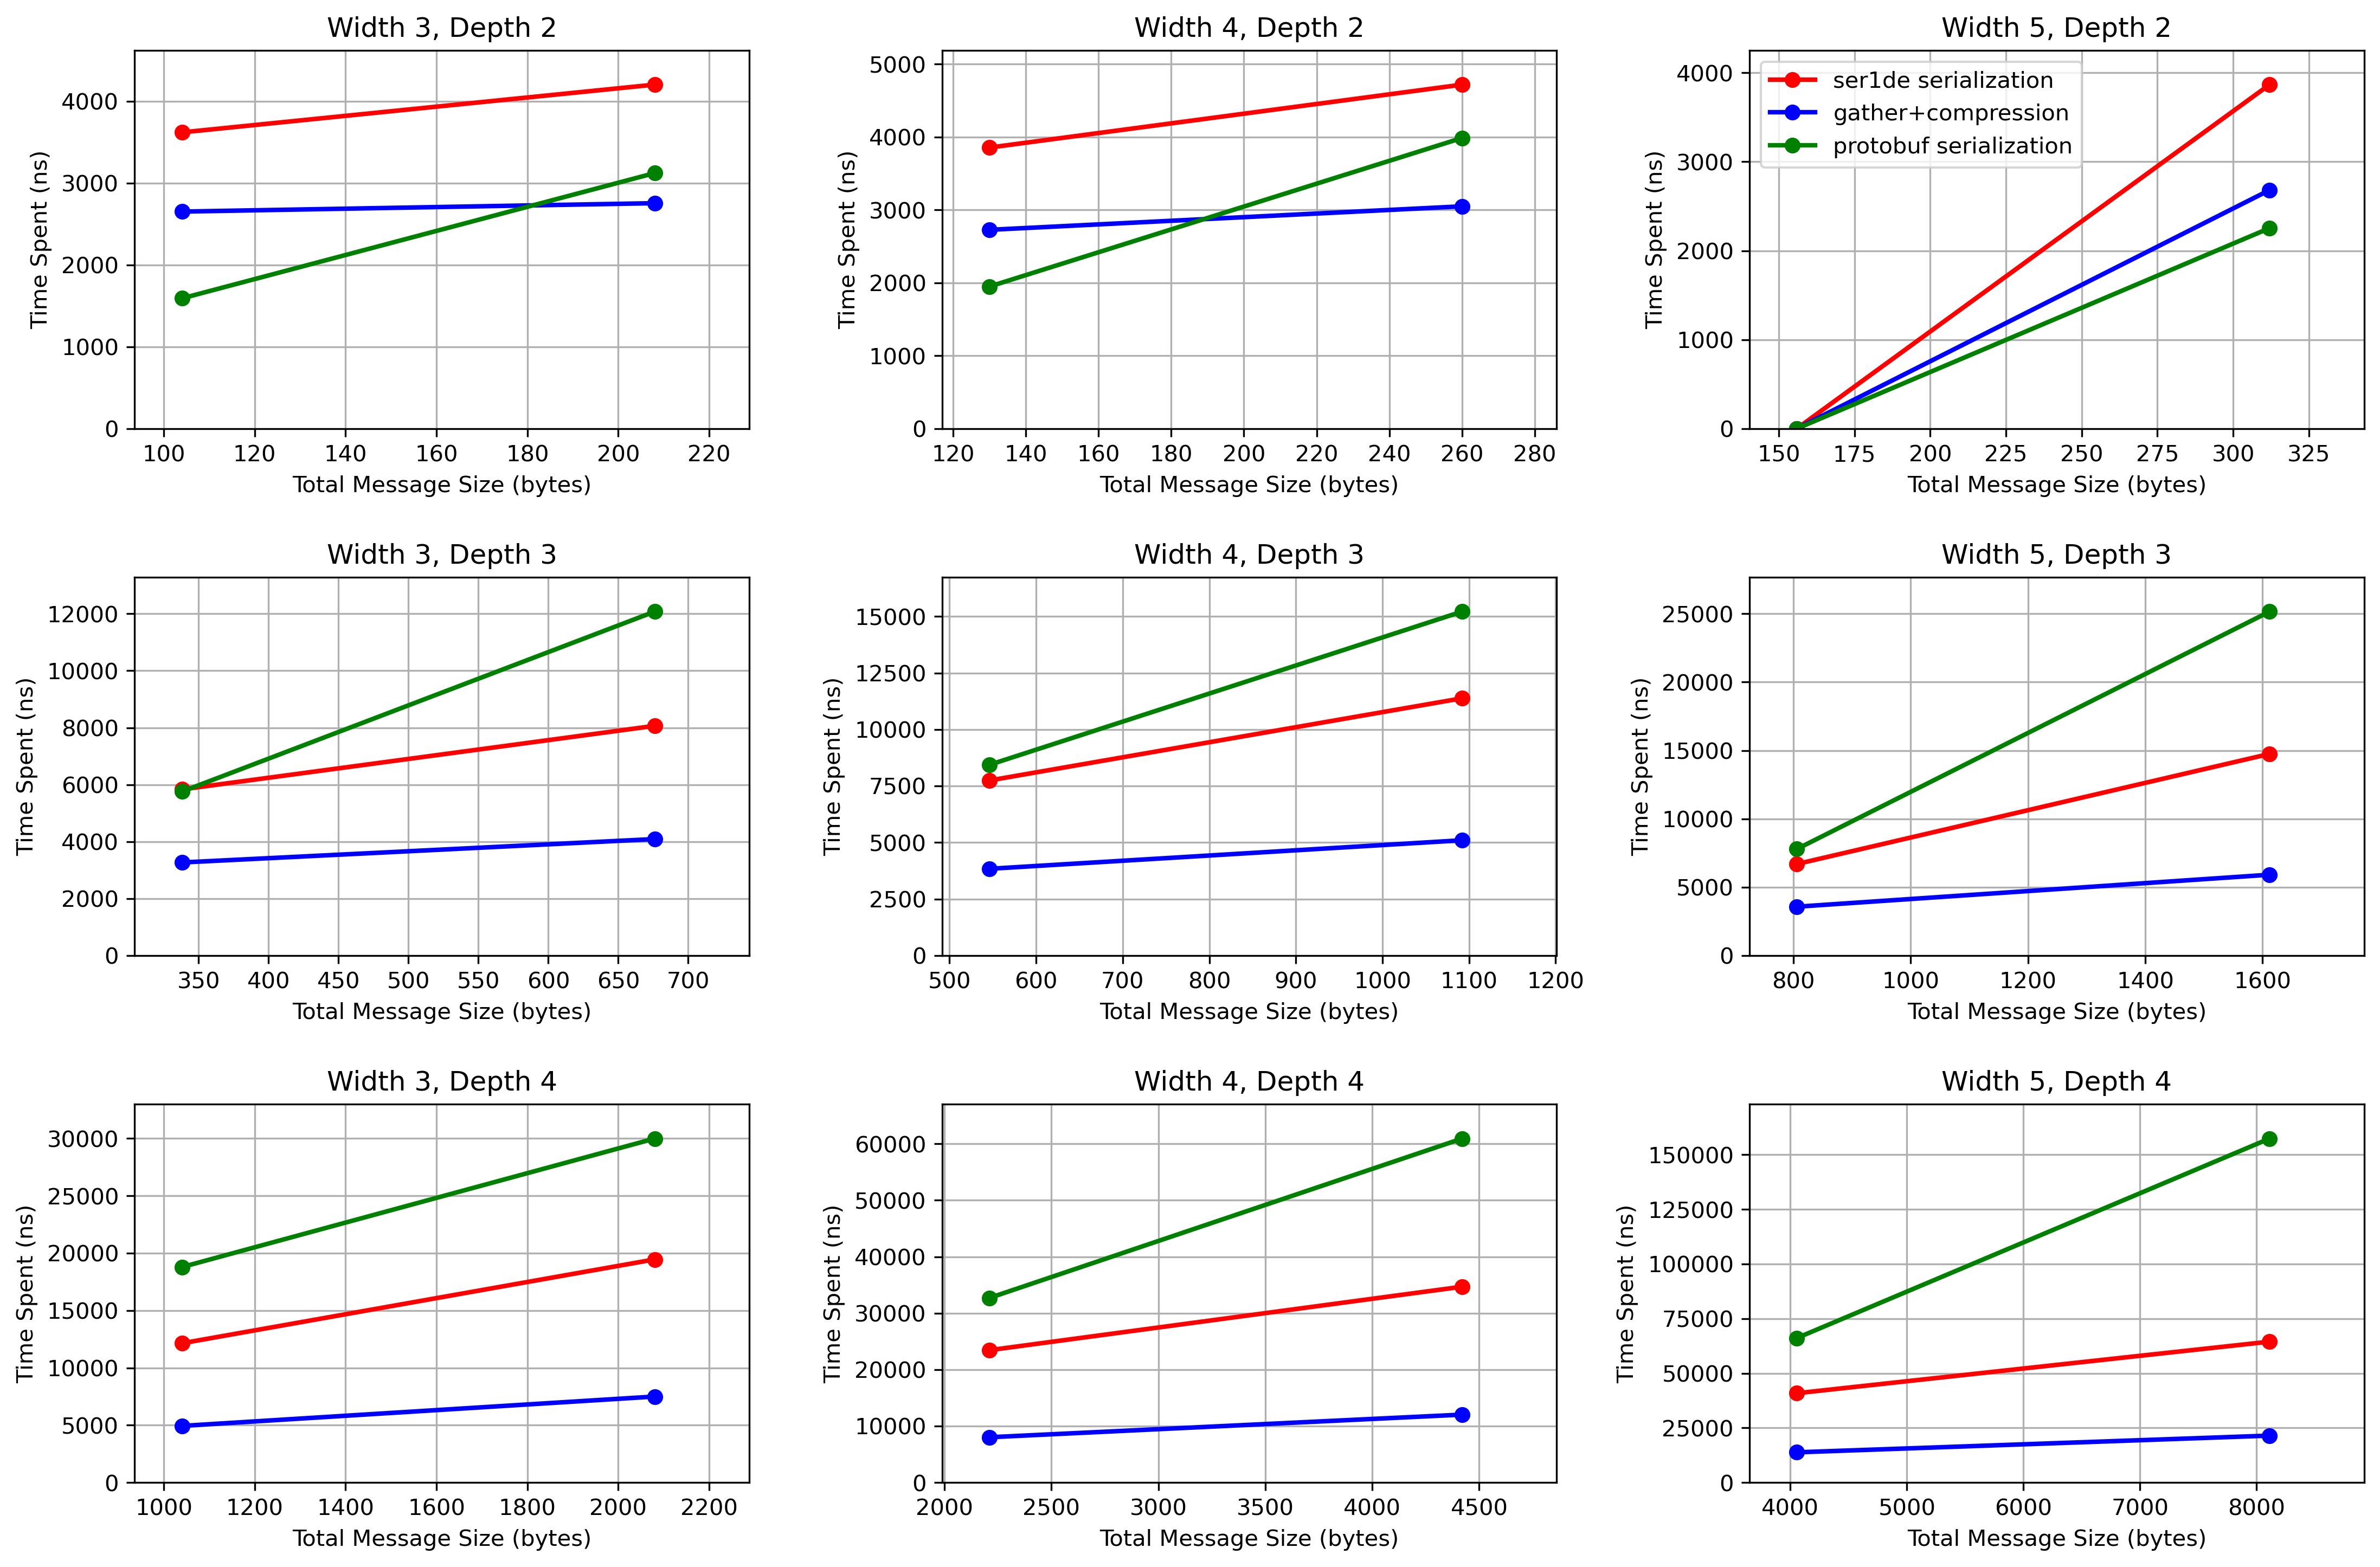 Width 3, Depth 2
4000
3000
2000
1000
0
Time Spent (ns)
100 120 140 160 180 200 220
Total Message Size (bytes)
Width 4, Depth 2
5000
4000
3000
2000
1000
0
Time Spent (ns)
120 140 160 180 200 220 240 260 280
Total Message Size (bytes)
Width 5, Depth 2
ser1de serialization
gather+compression
protobuf serialization
4000
3000
2000
1000
0
Time Spent (ns)
150 175 200 225 250 275 300 325
Total Message Size (bytes)
Width 3, Depth 3
12000
10000
8000
6000
4000
2000
0
Time Spent (ns)
350 400 450 500 550 600 650 700
Total Message Size (bytes)
Width 4, Depth 3
15000
12500
10000
7500
5000
2500
0
Time Spent (ns)
500 600 700 800 900 1000 1100 1200
Total Message Size (bytes)
Width 5, Depth 3
25000
20000
15000
10000
5000
0
Time Spent (ns)
800 1000 1200 1400 1600
Total Message Size (bytes)
Width 3, Depth 4
30000
25000
20000
15000
10000
5000
0
Time Spent (ns)
1000 1200 1400 1600 1800 2000 2200
Total Message Size (bytes)
Width 4, Depth 4
60000
50000
40000
30000
20000
10000
0
Time Spent (ns)
2000 2500 3000 3500 4000 4500
Total Message Size (bytes)
Width 5, Depth 4
150000
125000
100000
75000
50000
25000
0
Time Spent (ns)
4000 5000 6000 7000 8000
Total Message Size (bytes)